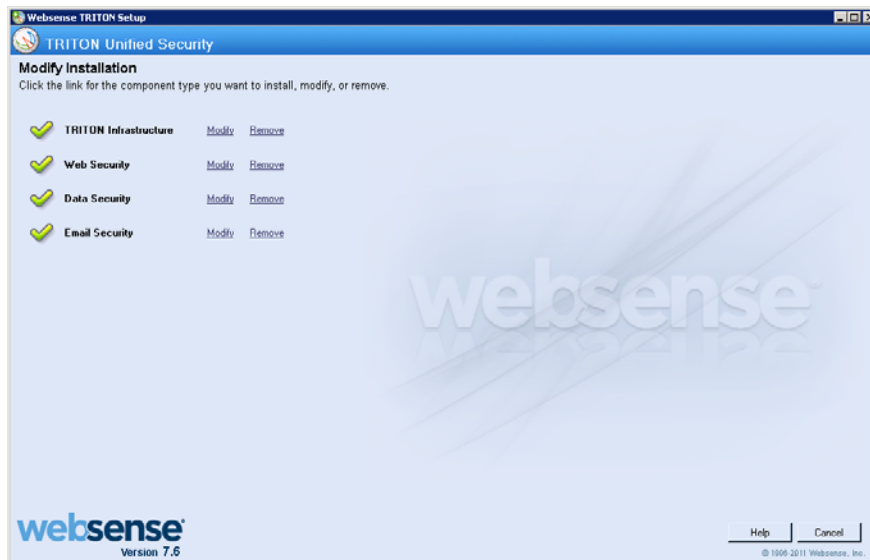 Websense TRITON Setup
TRITON Unified Security
Modify Installation
Click the link for the component type you want to install, modify, or remove.
TRITON Infrastructure Modify Remove
Web Security Modify Remove
Data Security Modify Remove
Email Security Modify Remove
websense
websense
Version 7.6
Help Cancel
© 1996-2011 Websense, Inc.